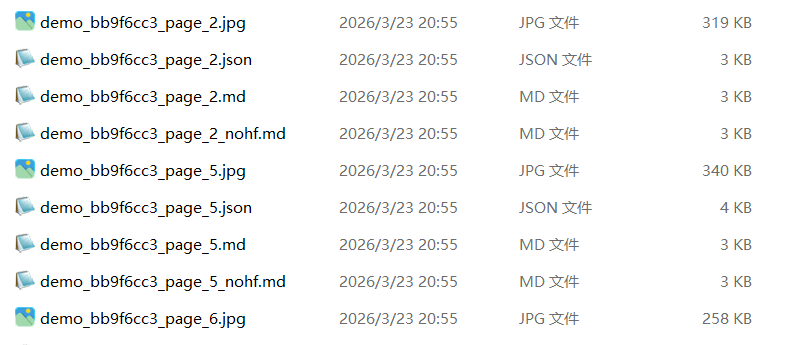 demo_bb9f6cc3_page_2.jpg 2026/3/23 20:55 JPG 文件 319 KB
demo_bb9f6cc3_page_2.json 2026/3/23 20:55 JSON 文件 3 KB
demo_bb9f6cc3_page_2.md 2026/3/23 20:55 MD 文件 3 KB
demo_bb9f6cc3_page_2_nohf.md 2026/3/23 20:55 MD 文件 3 KB
demo_bb9f6cc3_page_5.jpg 2026/3/23 20:55 JPG 文件 340 KB
demo_bb9f6cc3_page_5.json 2026/3/23 20:55 JSON 文件 4 KB
demo_bb9f6cc3_page_5.md 2026/3/23 20:55 MD 文件 3 KB
demo_bb9f6cc3_page_5_nohf.md 2026/3/23 20:55 MD 文件 3 KB
demo_bb9f6cc3_page_6.jpg 2026/3/23 20:55 JPG 文件 258 KB